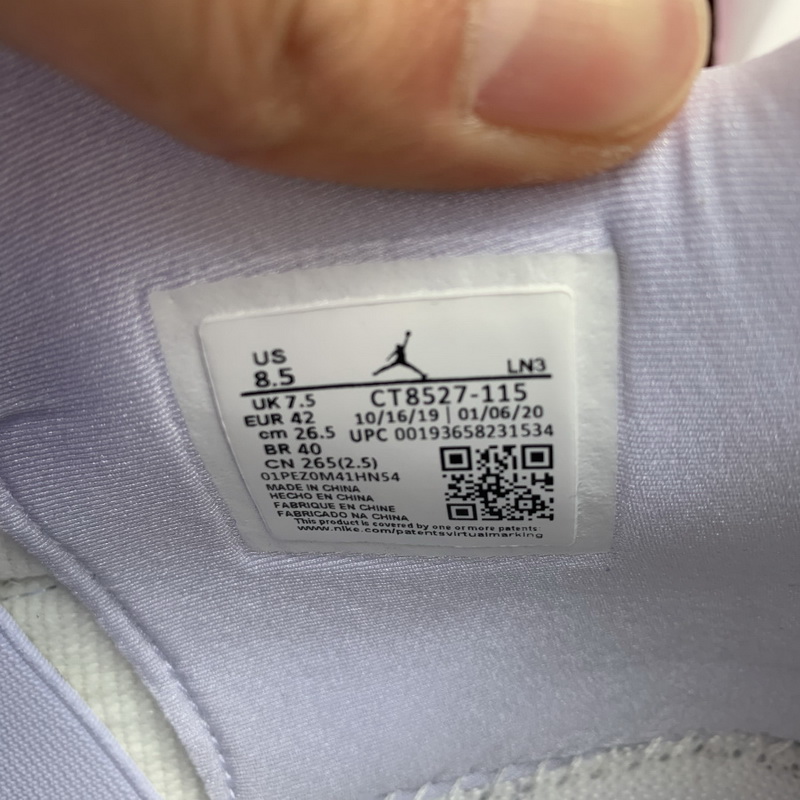 US
8.5
LN3
UK 7.5
CT8527-115
EUR 42
10/16/19 | 01/06/20
cm 26.5
UPC 00193658231534
BR 40
CN 265(2.5)
01PEZ0M41HN54
MADE IN CHINA
HECHO EN CHINA
FABRIQUE EN CHINE
FABRICADO NA CHINA
This product is covered by one or more patents
www.nike.com/patentsvirtualmarking